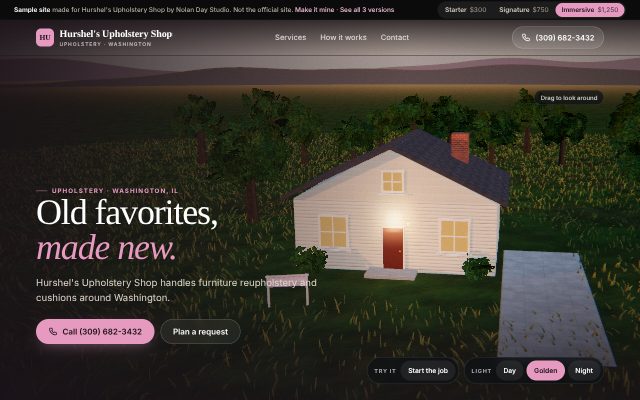 Sample site made for Hurshel's Upholstery Shop by Nolan Day Studio. Not the official site. Make it mine · See all 3 versions
Starter $300 Signature $750 Immersive $1,250
HU Hurshel's Upholstery Shop
UPHOLSTERY · WASHINGTON
Services How it works Contact
(309) 682-3432
Drag to look around
UPHOLSTERY · WASHINGTON, IL
Old favorites,
made new.
Hurshel's Upholstery Shop handles furniture reupholstery and
cushions around Washington.
Call (309) 682-3432 Plan a request
TRY IT Start the job LIGHT Day Golden Night